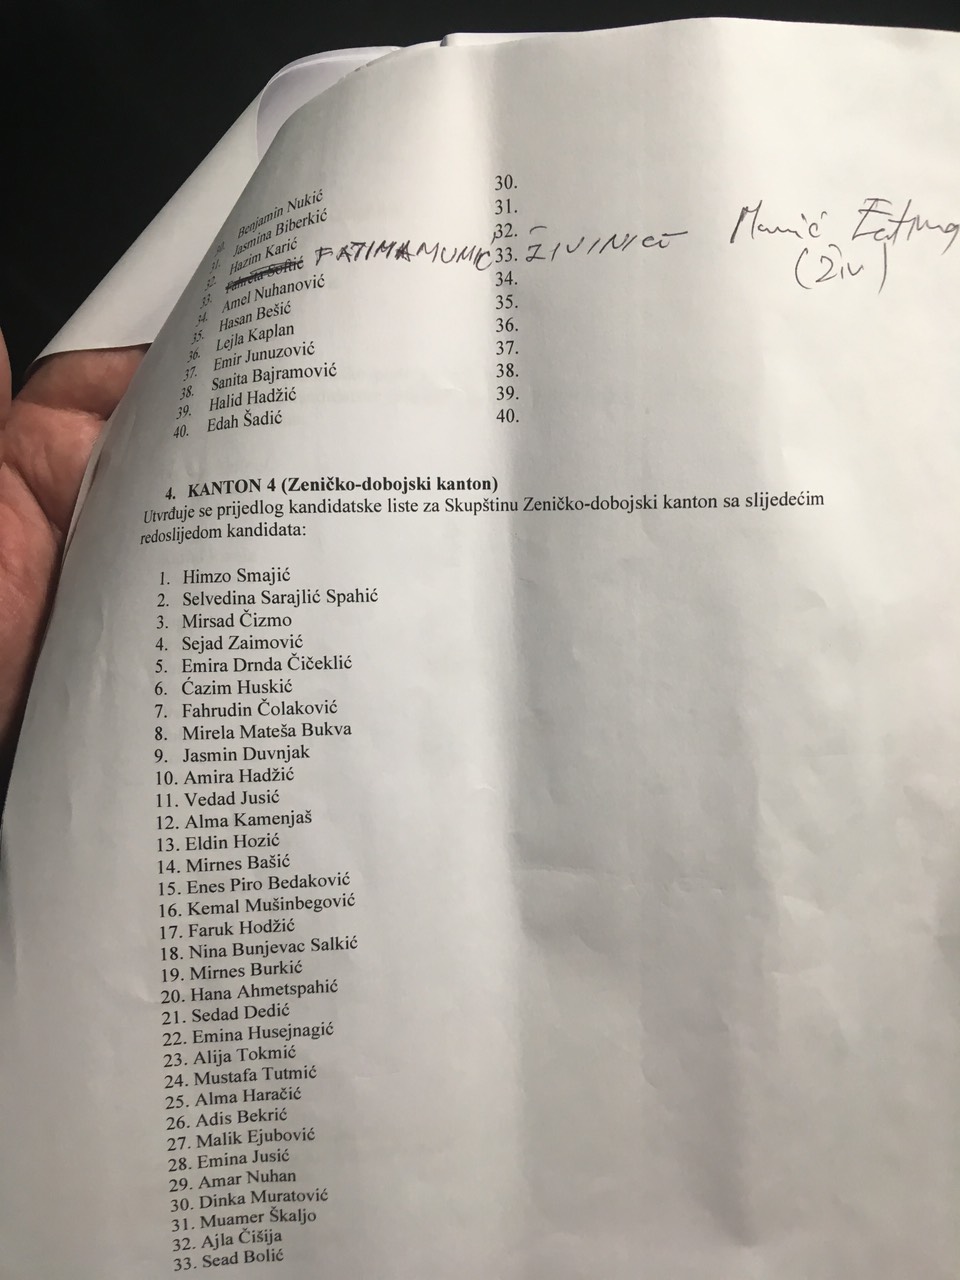 30. Benjamin Nukić 30.
31. Jasmina Biberkić 31.
32. Hazim Karić 32.
33. Fahreta Softić FATIMA MUMIĆ 33. ŽIVINICE
34. Amel Nuhanović 34.
35. Hasan Bešić 35.
36. Lejla Kaplan 36.
37. Emir Junuzović 37.
38. Sanita Bajramović 38.
39. Halid Hadžić 39.
40. Edah Šadić 40.
(Živ)
4. KANTON 4 (Zeničko-dobojski kanton)
Utvrđuje se prijedlog kandidatske liste za Skupštinu Zeničko-dobojski kanton sa slijedećim
redoslijedom kandidata:
1. Himzo Smajić
2. Selvedina Sarajlić Spahić
3. Mirsad Čizmo
4. Sejad Zaimović
5. Emira Drnda Čičeklić
6. Ćazim Huskić
7. Fahrudin Čolaković
8. Mirela Mateša Bukva
9. Jasmin Duvnjak
10. Amira Hadžić
11. Vedad Jusić
12. Alma Kamenjaš
13. Eldin Hozić
14. Mirnes Bašić
15. Enes Piro Bedaković
16. Kemal Mušinbegović
17. Faruk Hodžić
18. Nina Bunjevac Salkić
19. Mirnes Burkić
20. Hana Ahmetspahić
21. Sedad Dedić
22. Emina Husejnagić
23. Alija Tokmić
24. Mustafa Tutmić
25. Alma Haračić
26. Adis Bekrić
27. Malik Ejubović
28. Emina Jusić
29. Amar Nuhan
30. Dinka Muratović
31. Muamer Škaljo
32. Ajla Čišija
33. Sead Bolić